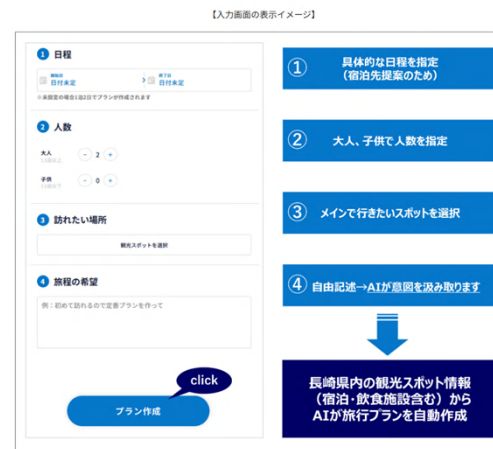 【入力画面の表示イメージ】
1 日程
開始日
日付未定
>
終了日
日付未定
※未設定の場合1泊2日でプランが作成されます
2 人数
大人
- 2 +
子供
- 0 +
3 訪れたい場所
観光スポットを選択
4 旅程の希望
例：初めて訪れるので定番プランを作って
click
プラン作成
① 具体的な日程を指定
（宿泊先提案のため）
② 大人、子供で人数を指定
③ メインで行きたいスポットを選択
④ 自由記述→AIが意図を汲み取ります
長崎県内の観光スポット情報
（宿泊・飲食施設含む）から
AIが旅行プランを自動作成